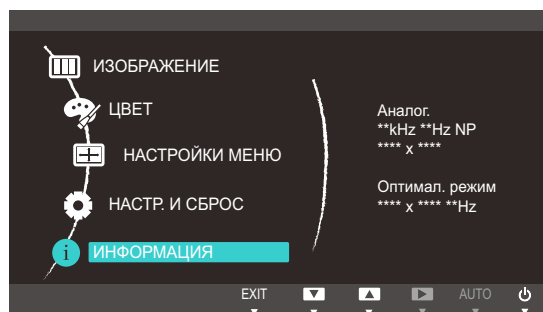 ИЗОБРАЖЕНИЕ
ЦВЕТ
НАСТРОЙКИ МЕНЮ
НАСТР. И СБРОС
ИНФОРМАЦИЯ
Аналог.
**kHz **Hz NP
**** x ****
Оптимал. режим
**** x **** **Hz
EXIT
AUTO